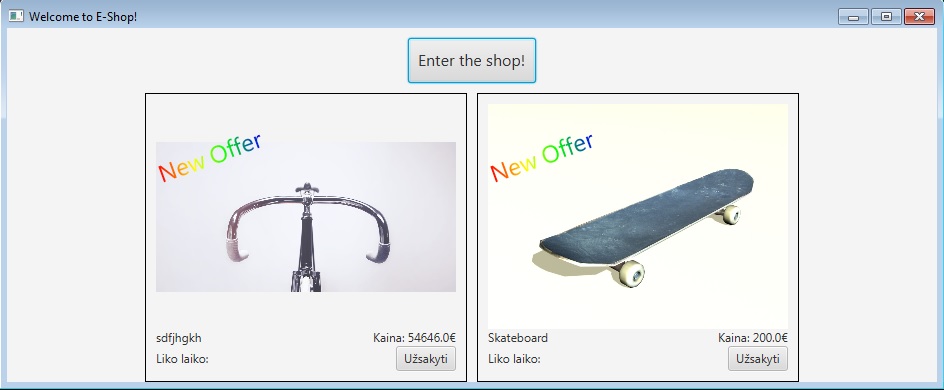 Welcome to E-Shop!
Enter the shop!
New Offer
sdfjhgkh Kaina: 54646.0€
Liko laiko: Užsakyti
New Offer
Skateboard Kaina: 200.0€
Liko laiko: Užsakyti